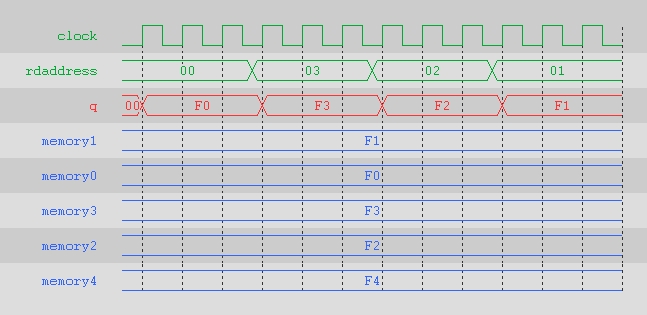 clock
rdaddress 00 03 02 01
q 00 F0 F3 F2 F1
memory1 F1
memory0 F0
memory3 F3
memory2 F2
memory4 F4